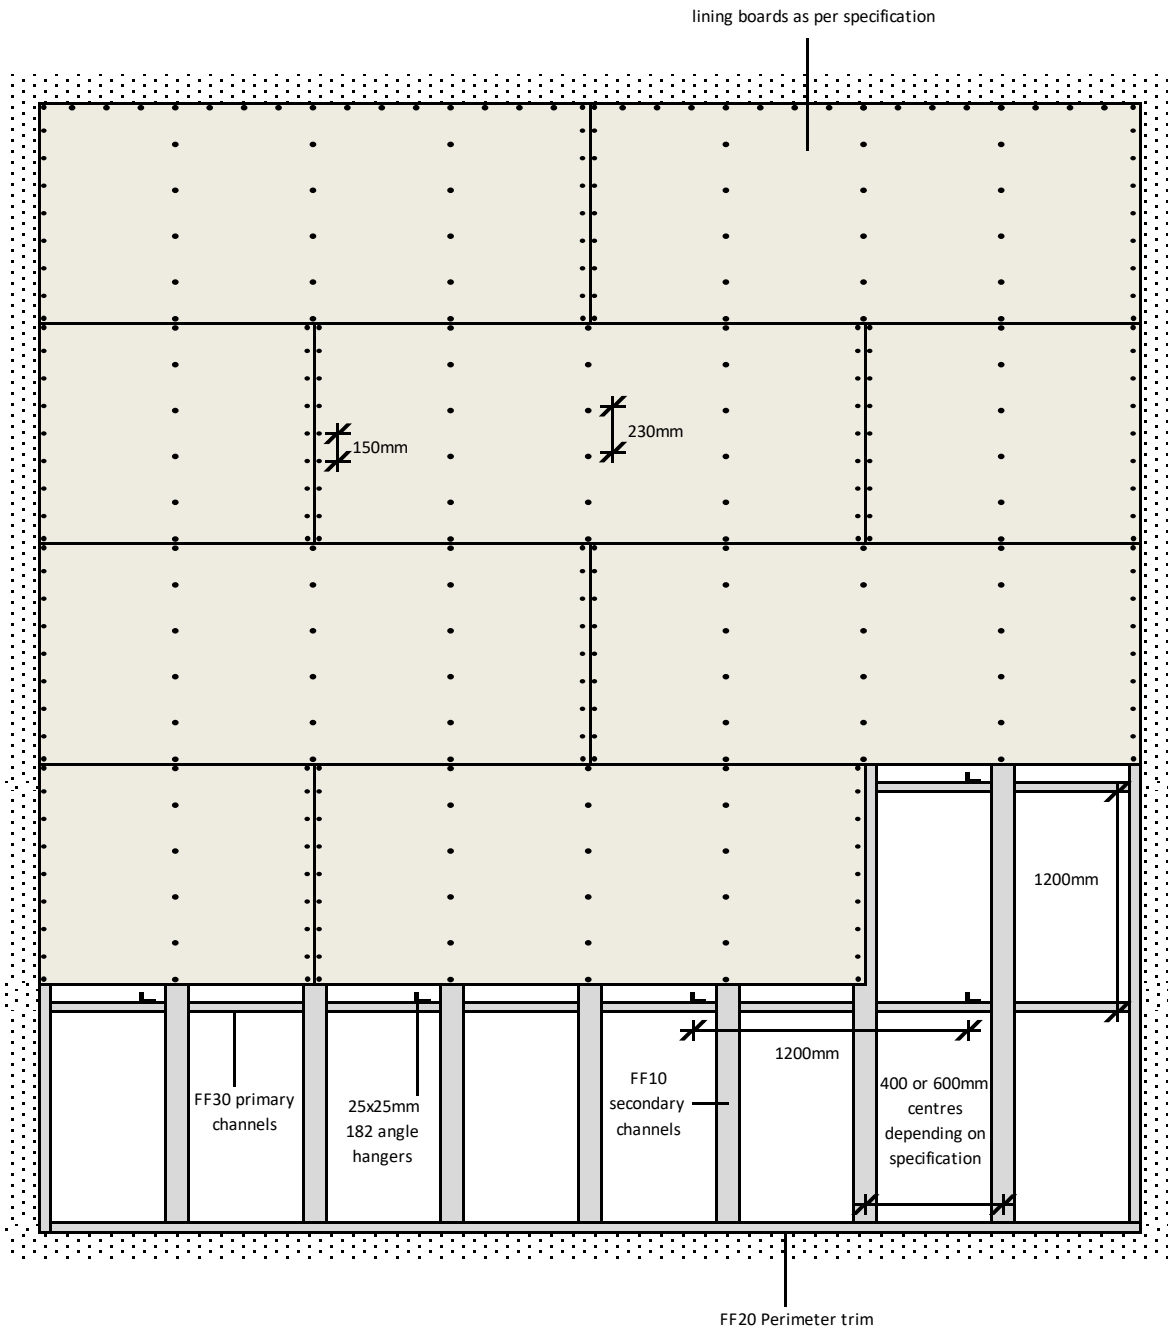 lining boards as per specification
150mm
230mm
1200mm
1200mm
FF30 primary
channels
25x25mm
182 angle
hangers
FF10
secondary
channels
400 or 600mm
centres
depending on
specification
FF20 Perimeter trim